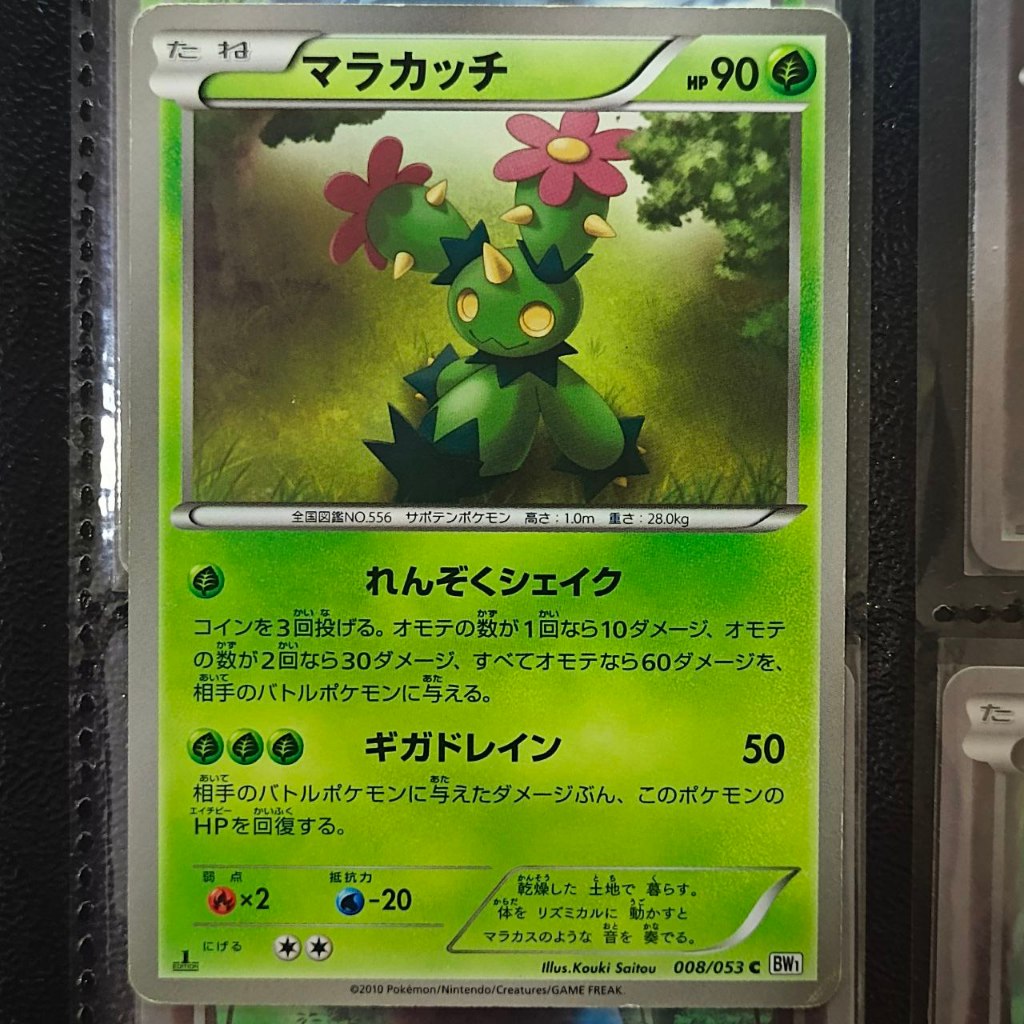 たね マラカッチ HP90
全国図鑑NO.556 サボテンポケモン 高さ：1.0m 重さ：28.0kg
れんぞくシェイク
コインを3回投げる。オモテの数が1回なら10ダメージ、オモテ
の数が2回なら30ダメージ、すべてオモテなら60ダメージを、
相手のバトルポケモンに与える。
ギガドレイン 50
相手のバトルポケモンに与えたダメージぶん、このポケモンの
HPを回復する。
弱点 抵抗力
×2 -20
にげる
乾燥した 土地で 暮らす。
体を リズミカルに 動かすと
マラカスのような 音を 奏でる。
1 EDITION
Illus.Kouki Saitou 008/053 C BW1
©2010 Pokémon/Nintendo/Creatures/GAME FREAK.
た